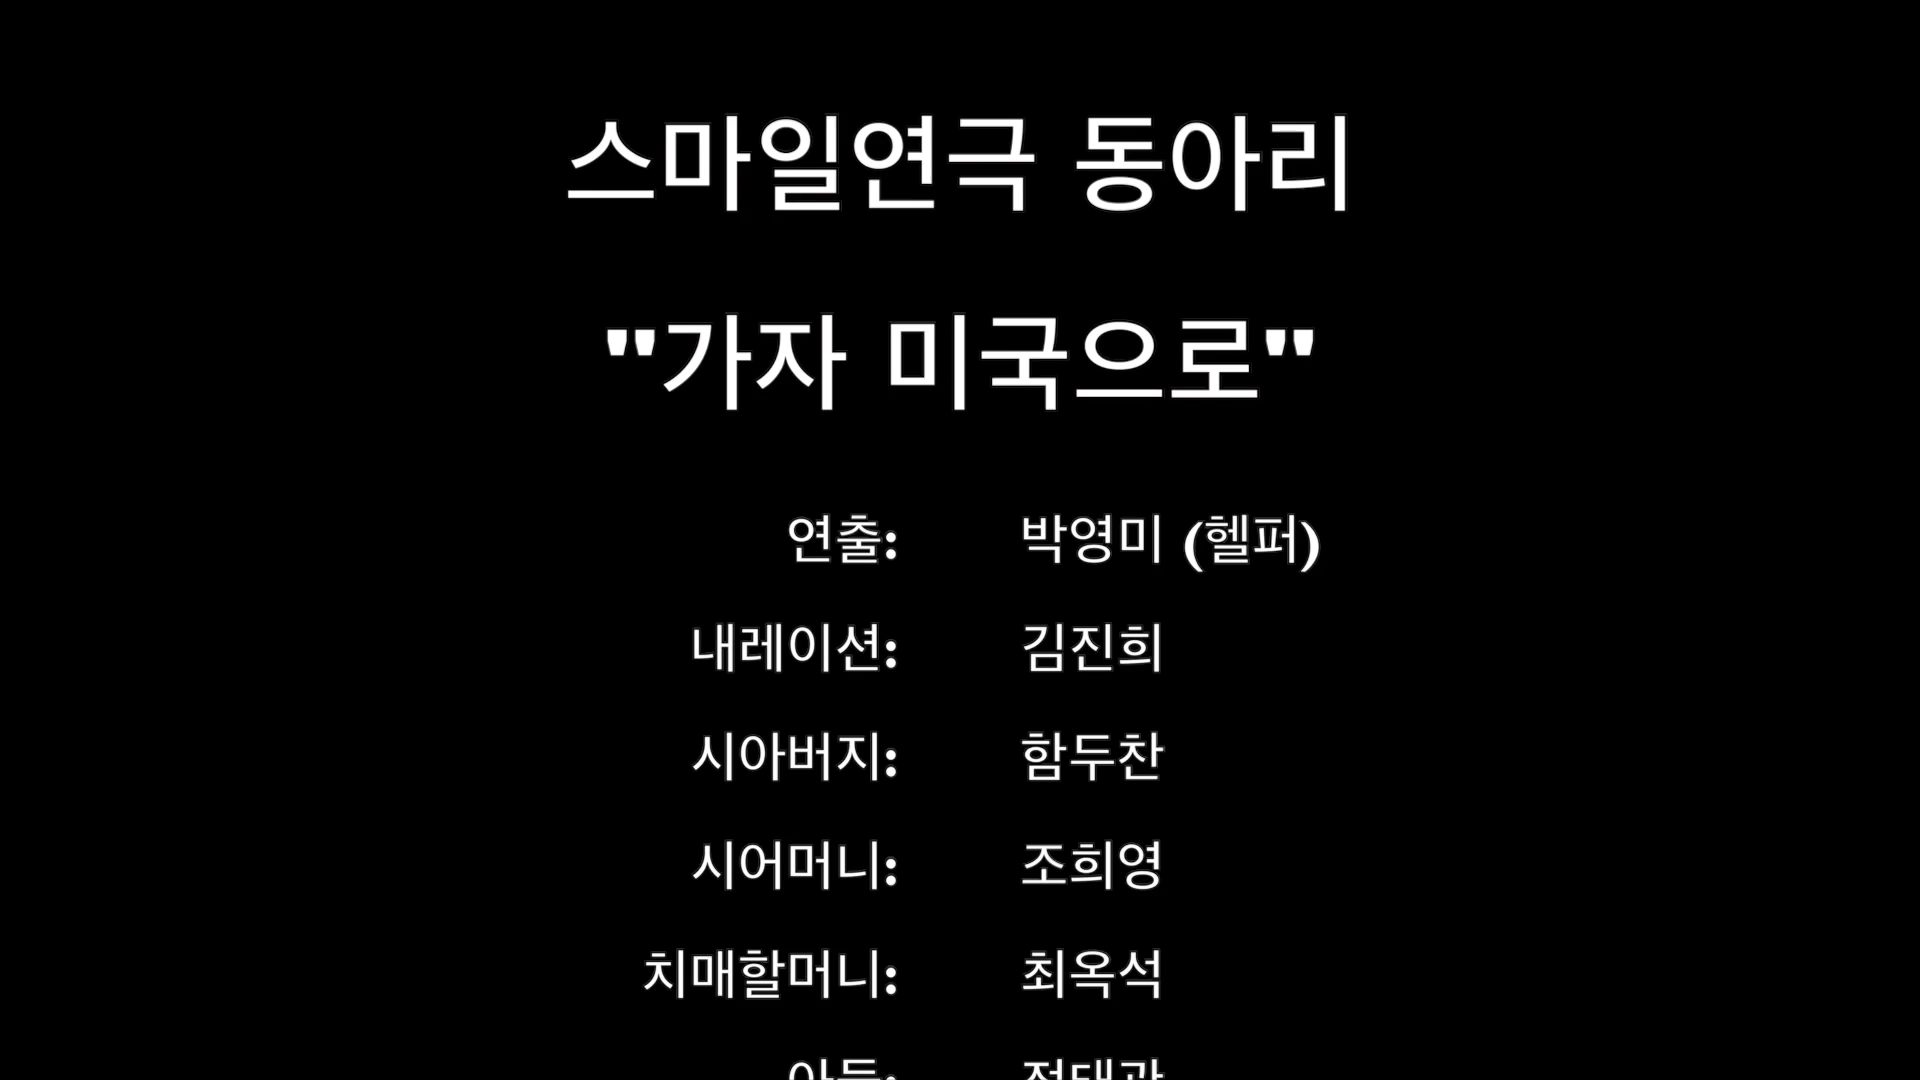 스마일연극 동아리
"가자 미국으로"
연출: 박영미 (헬퍼)
내레이션: 김진희
시아버지: 함두찬
시어머니: 조희영
치매할머니: 최옥석